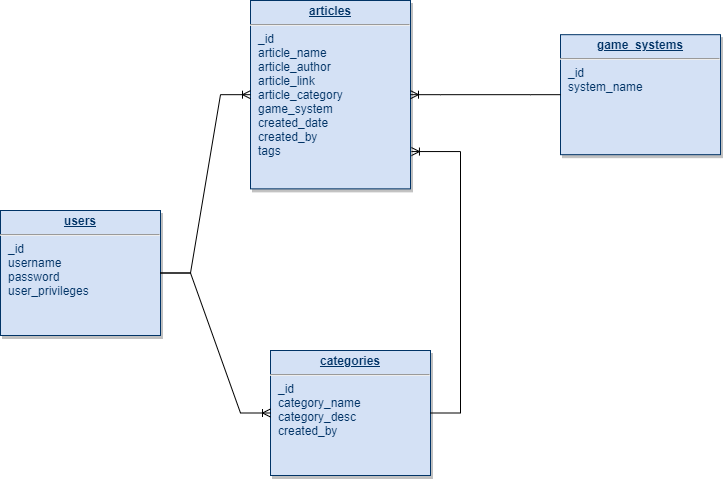 articles
_id
article_name
article_author
article_link
article_category
game_system
created_date
created_by
tags
game_systems
_id
system_name
users
_id
username
password
user_privileges
categories
_id
category_name
category_desc
created_by